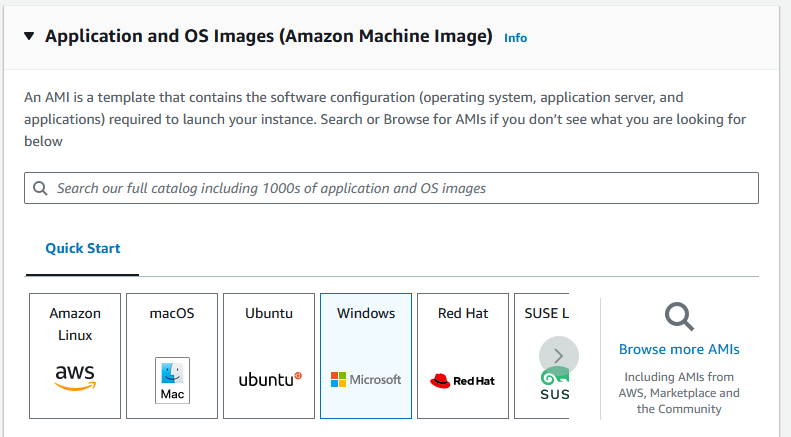 Application and OS Images (Amazon Machine Image) Info
An AMI is a template that contains the software configuration (operating system, application server, and
applications) required to launch your instance. Search or Browse for AMIs if you don’t see what you are looking for
below
Search our full catalog including 1000s of application and OS images
Quick Start
Amazon
Linux
aws
macOS
Mac
Ubuntu
ubuntu
Windows
Microsoft
Red Hat
Red Hat
SUSE L
SUS
Browse more AMIs
Including AMIs from
AWS, Marketplace and
the Community